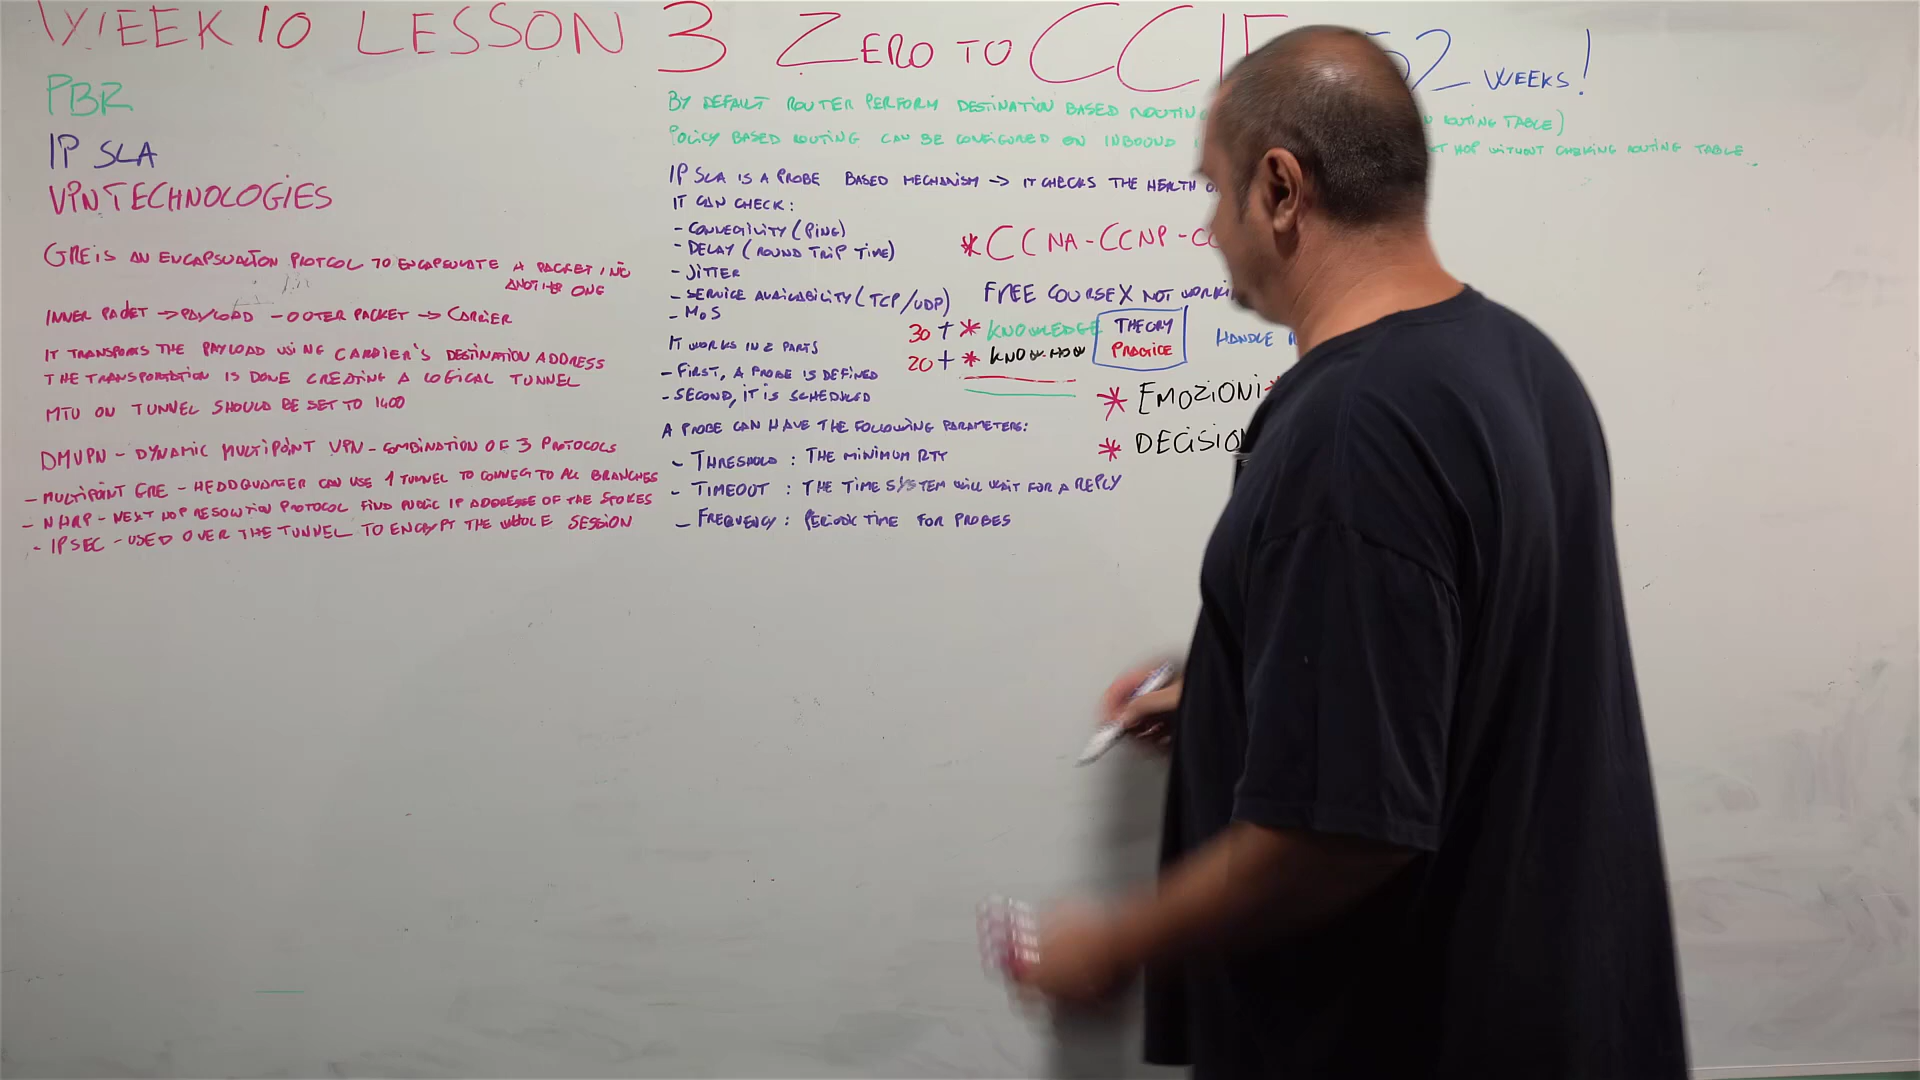 WEEK 10 LESSON 3 ZERO TO CCIE 52 WEEKS!
PBR
IP SLA
VPN TECHNOLOGIES
GRE IS AN ENCAPSULATION PROTOCOL TO ENCAPSULATE A PACKET INTO
ANOTHER ONE
INNER PACKET → PAYLOAD - OUTER PACKET → CARRIER
IT TRANSPORTS THE PAYLOAD USING CARRIER'S DESTINATION ADDRESS
THE TRANSPORTATION IS DONE CREATING A LOGICAL TUNNEL
MTU ON TUNNEL SHOULD BE SET TO 1400
DMVPN - DYNAMIC MULTIPOINT VPN - COMBINATION OF 3 PROTOCOLS
- MULTIPOINT GRE - HEADQUARTER CAN USE 1 TUNNEL TO CONNECT TO ALL BRANCHES
- NHRP - NEXT HOP RESOLUTION PROTOCOL FIND PUBLIC IP ADDRESSE OF THE SPOKES
- IPSEC - USED OVER THE TUNNEL TO ENCRYPT THE WHOLE SESSION
BY DEFAULT ROUTER PERFORM DESTINATION BASED ROUTIN ROUTING TABLE)
POLICY BASED ROUTING CAN BE CONFIGURED ON INBOUND HOP WITHOUT CHECKING ROUTING TABLE
IP SLA IS A PROBE BASED MECHANISM → IT CHECKS THE HEALTH
IT CAN CHECK:
- CONNECTIVITY (PING)
- DELAY (ROUND TRIP TIME)
- JITTER
- SERVICE AVAILABILITY (TCP/UDP)
- MOS
IT WORKS IN 2 PARTS
- FIRST, A PROBE IS DEFINED
- SECOND, IT IS SCHEDULED
A PROBE CAN HAVE THE FOLLOWING PARAMETERS:
- THRESHOLD : THE MINIMUM RTT
- TIMEOUT : THE TIME SYSTEM WILL WAIT FOR A REPLY
- FREQUENCY : PERIODIC TIME FOR PROBES
* CCNA - CCNP - CC
FREE COURSE X NOT WORKI
30 + * KNOWLEDGE THEORY
20 + * KNOW-HOW PRACTICE
HANDLE
* EMOZIONI *
* DECISIO